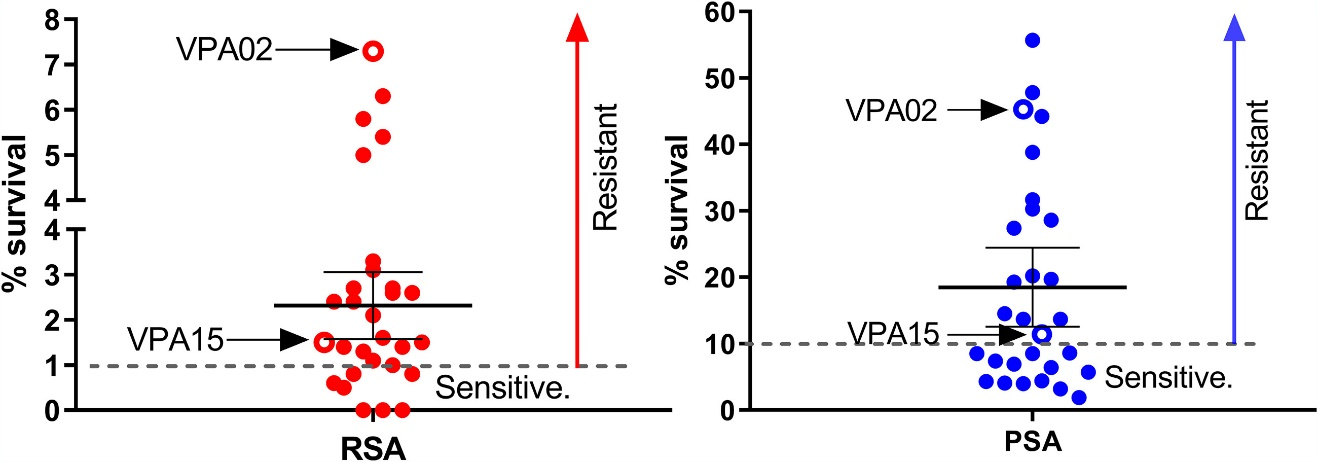 8
7
6
5
4
4
3
2
1
0
% survival
VPA02
VPA15
Resistant
Sensitive.
RSA
60
50
40
30
20
10
0
% survival
VPA02
VPA15
Resistant
Sensitive.
PSA